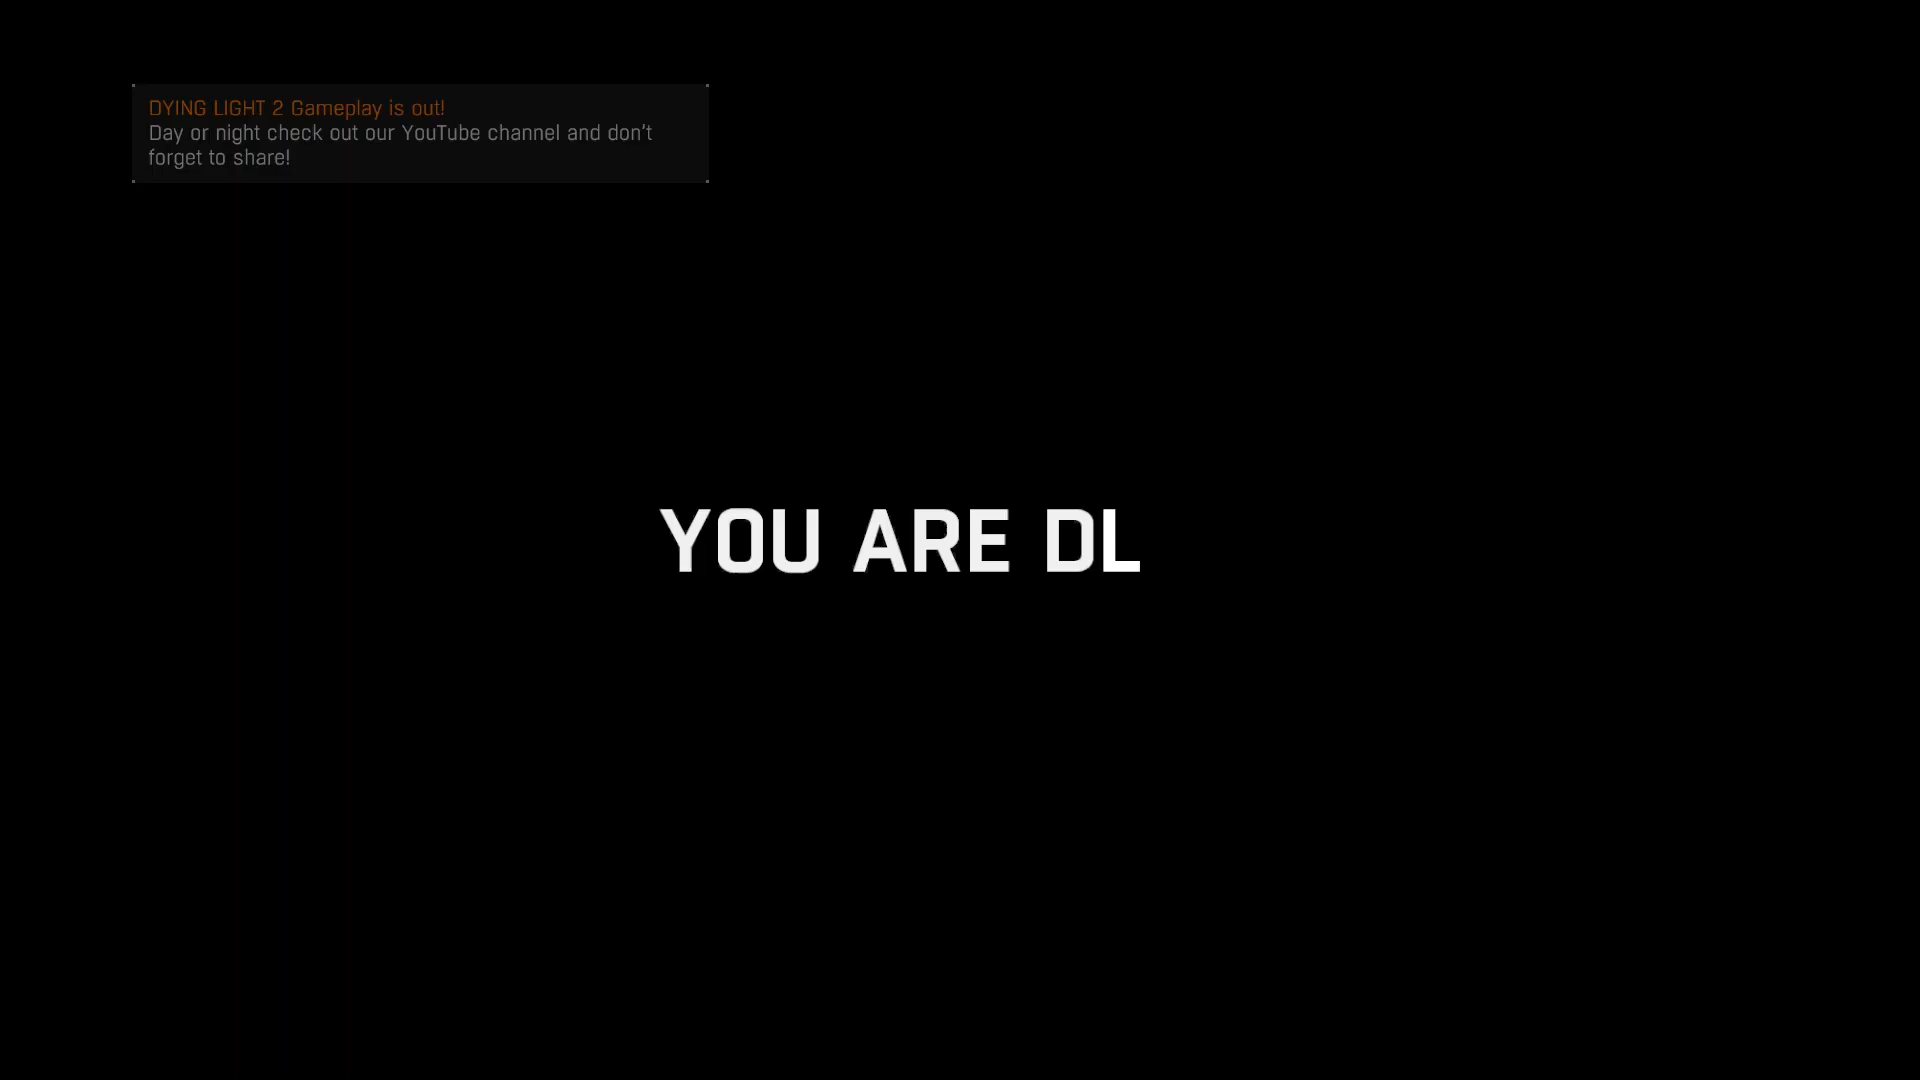 DYING LIGHT 2 Gameplay is out!
Day or night check out our YouTube channel and don't
forget to share!
YOU ARE DL